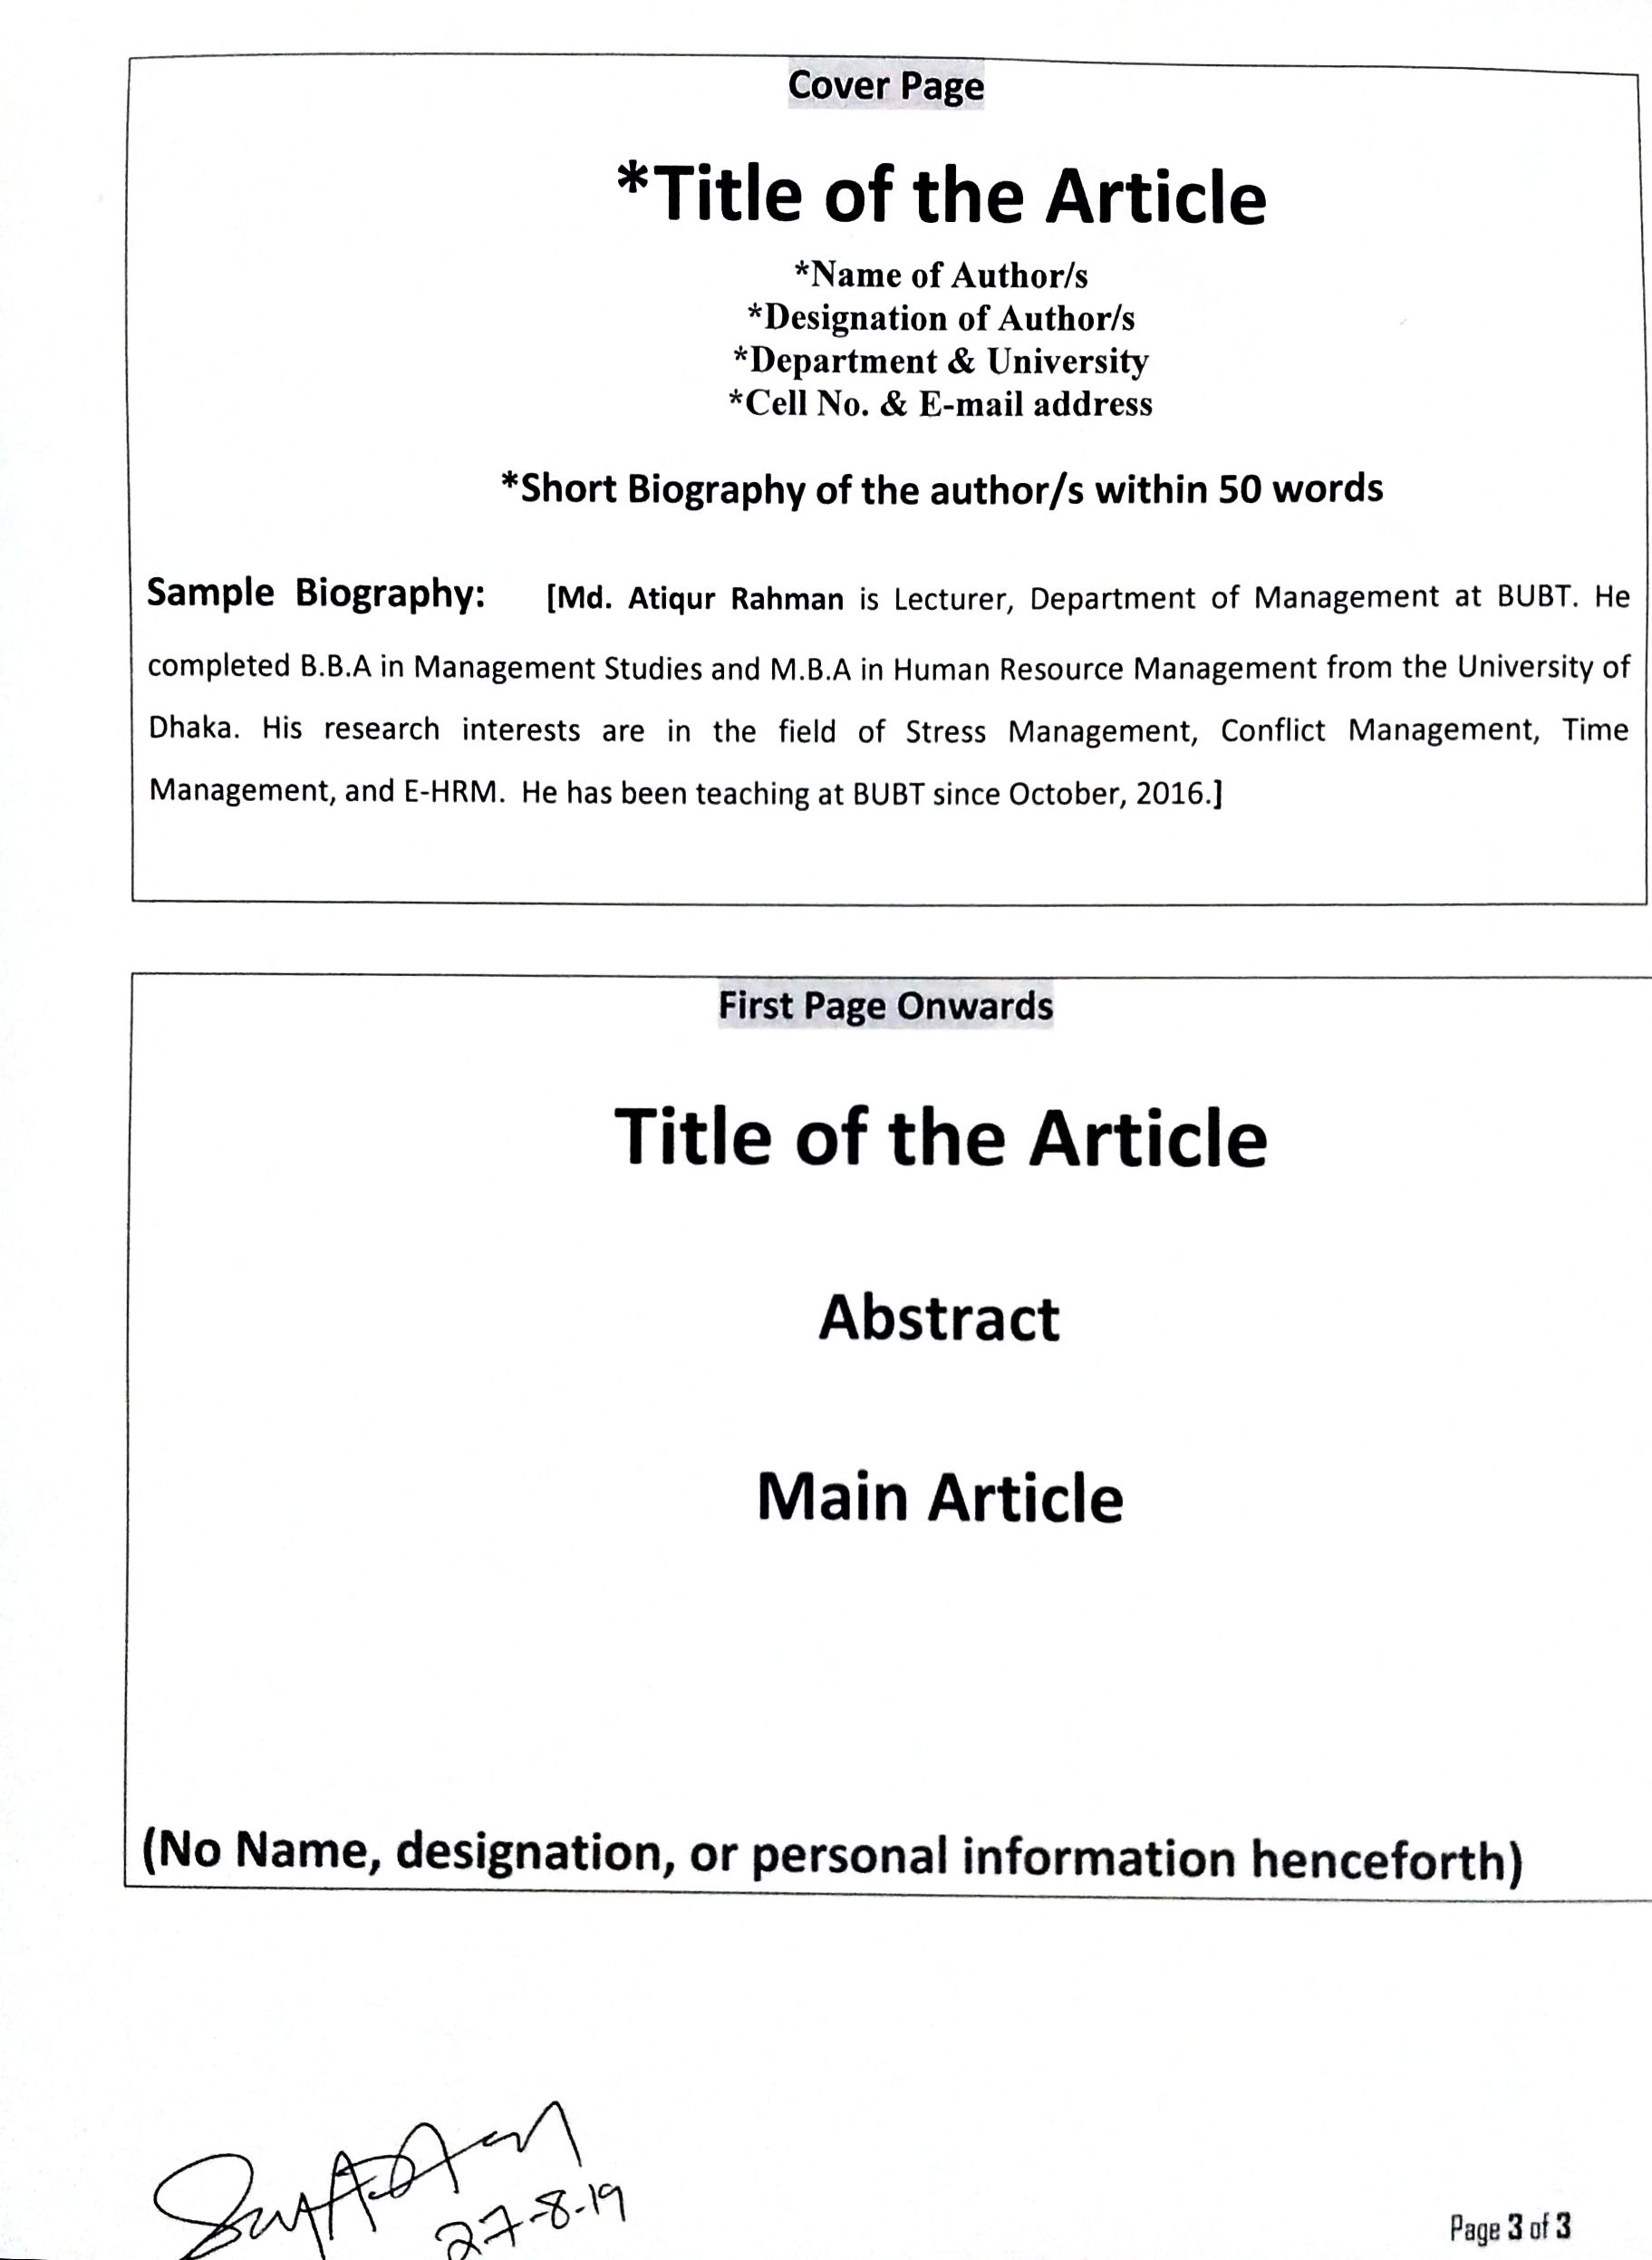 Cover Page
*Title of the Article
*Name of Author/s
*Designation of Author/s
*Department & University
*Cell No. & E-mail address
*Short Biography of the author/s within 50 words
Sample Biography: [Md. Atiqur Rahman is Lecturer, Department of Management at BUBT. He
completed B.B.A in Management Studies and M.B.A in Human Resource Management from the University of
Dhaka. His research interests are in the field of Stress Management, Conflict Management, Time
Management, and E-HRM. He has been teaching at BUBT since October, 2016.]
First Page Onwards
Title of the Article
Abstract
Main Article
(No Name, designation, or personal information henceforth)
27-8-19
Page 3 of 3